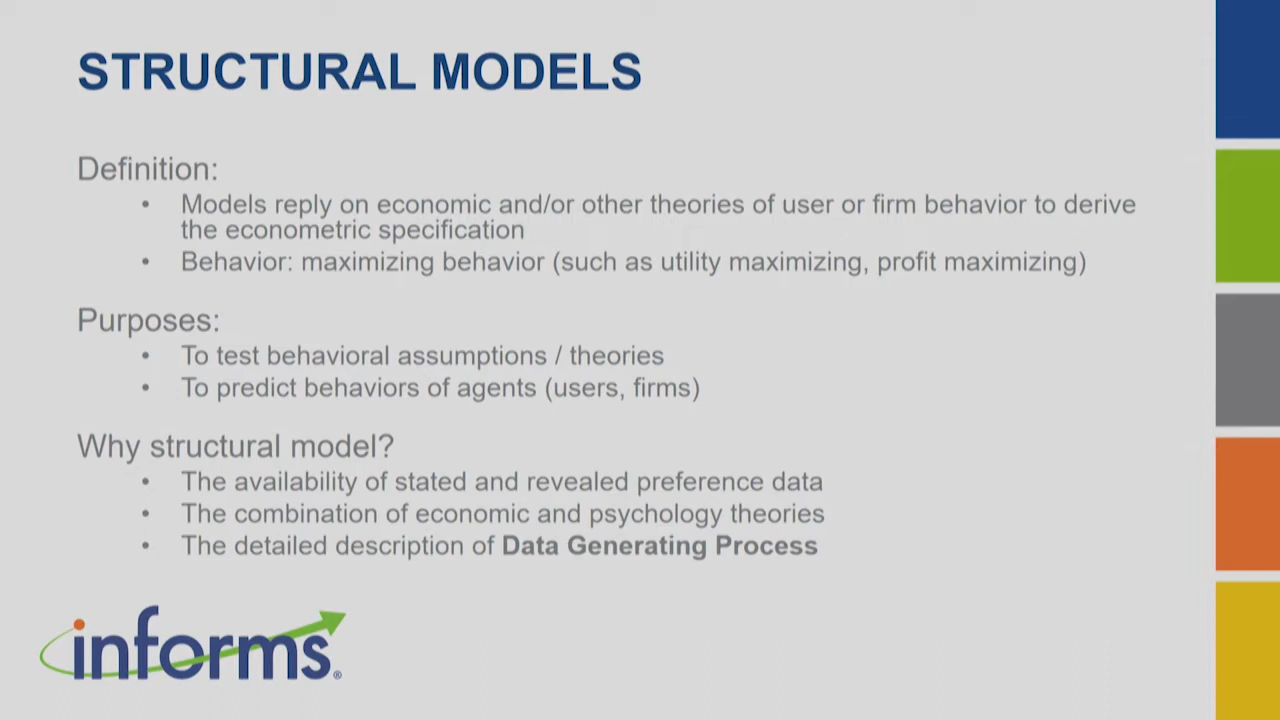 STRUCTURAL MODELS
Definition:
• Models reply on economic and/or other theories of user or firm behavior to derive
the econometric specification
• Behavior: maximizing behavior (such as utility maximizing, profit maximizing)
Purposes:
• To test behavioral assumptions / theories
• To predict behaviors of agents (users, firms)
Why structural model?
• The availability of stated and revealed preference data
• The combination of economic and psychology theories
• The detailed description of Data Generating Process
informs®